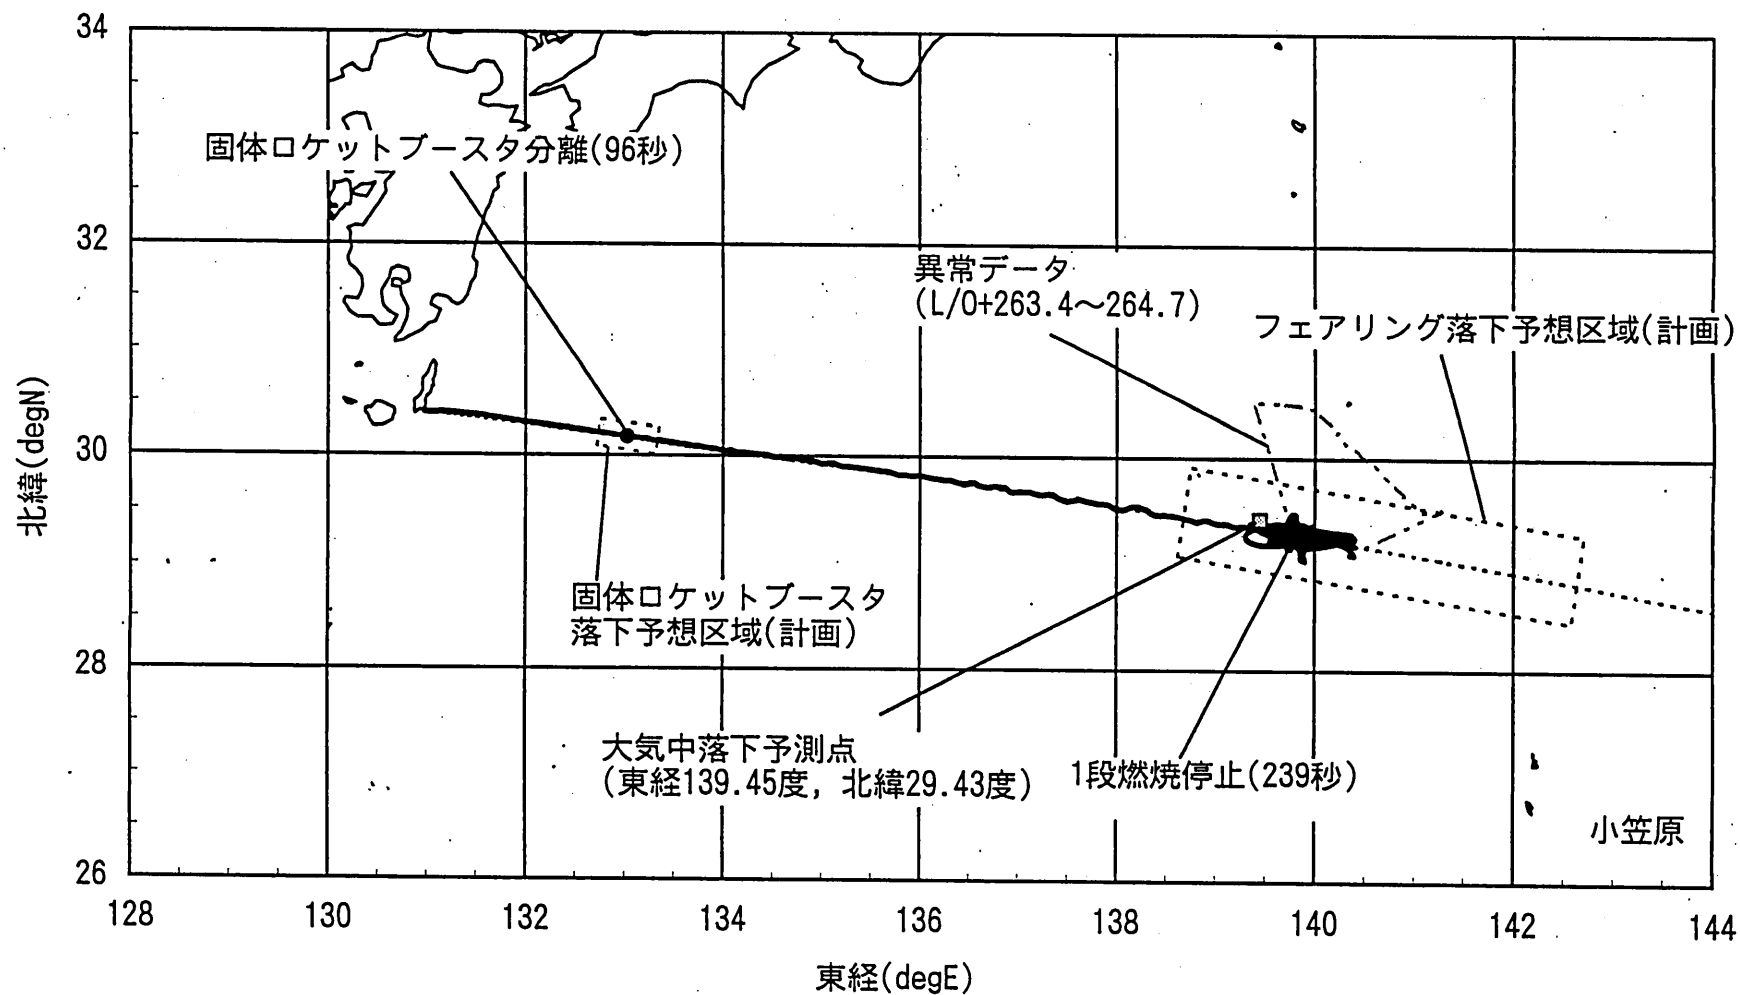 34
固体ロケットブースタ分離(96秒)
32
異常データ
(L/O+263.4〜264.7)
フェアリング落下予想区域(計画)
北緯(degN)
30
固体ロケットブースタ
落下予想区域(計画)
28
大気中落下予測点
(東経139.45度, 北緯29.43度)
1段燃焼停止(239秒)
小笠原
26
128 130 132 134 136 138 140 142 144
東経(degE)